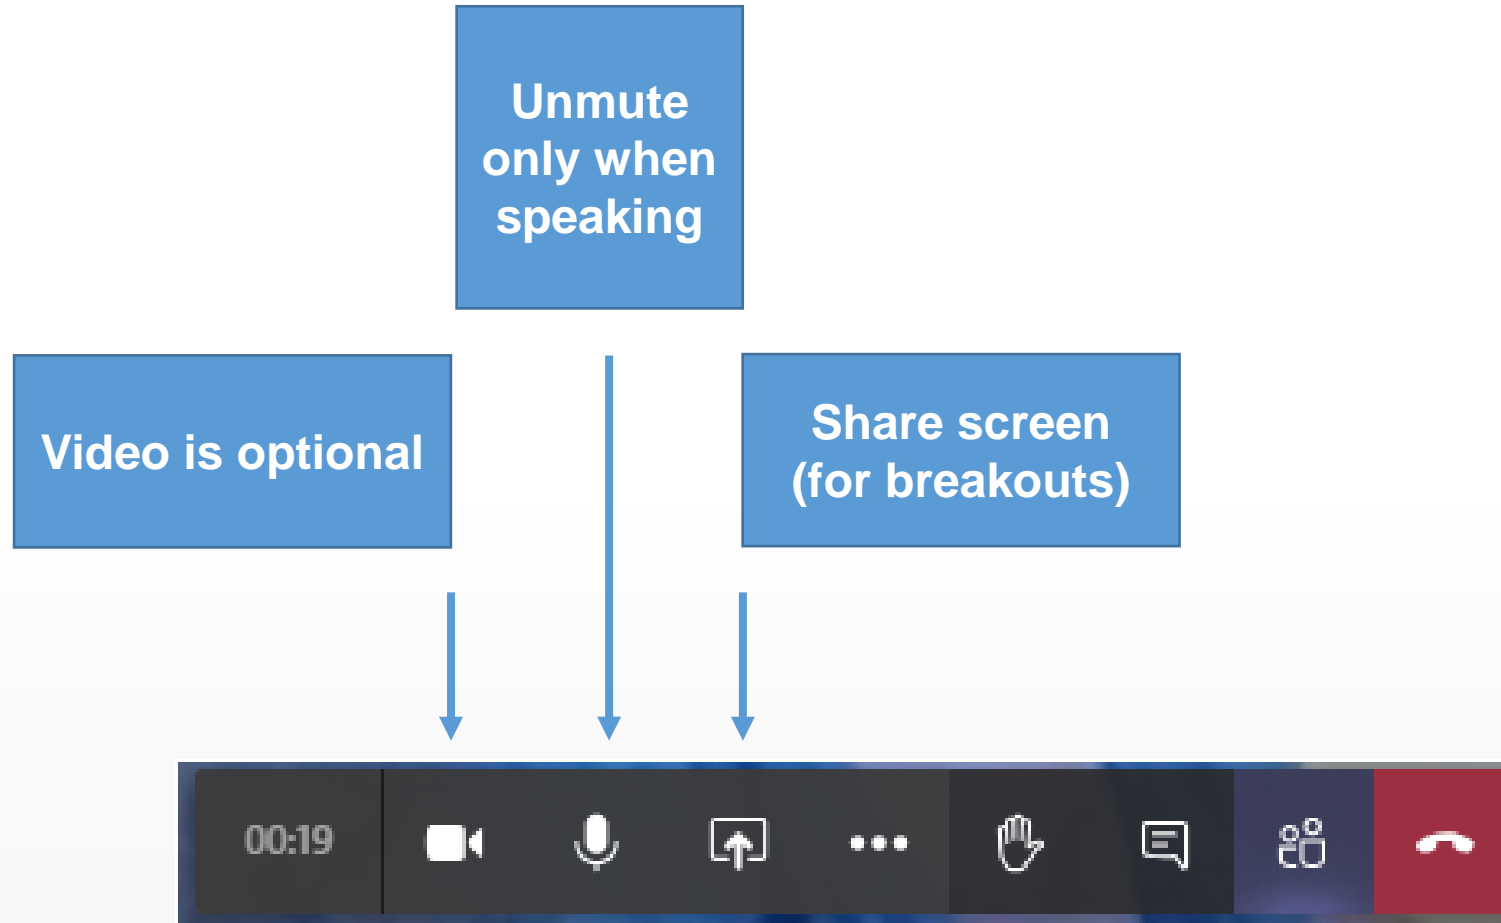 Unmute
only when
speaking
Video is optional
Share screen
(for breakouts)
00:19